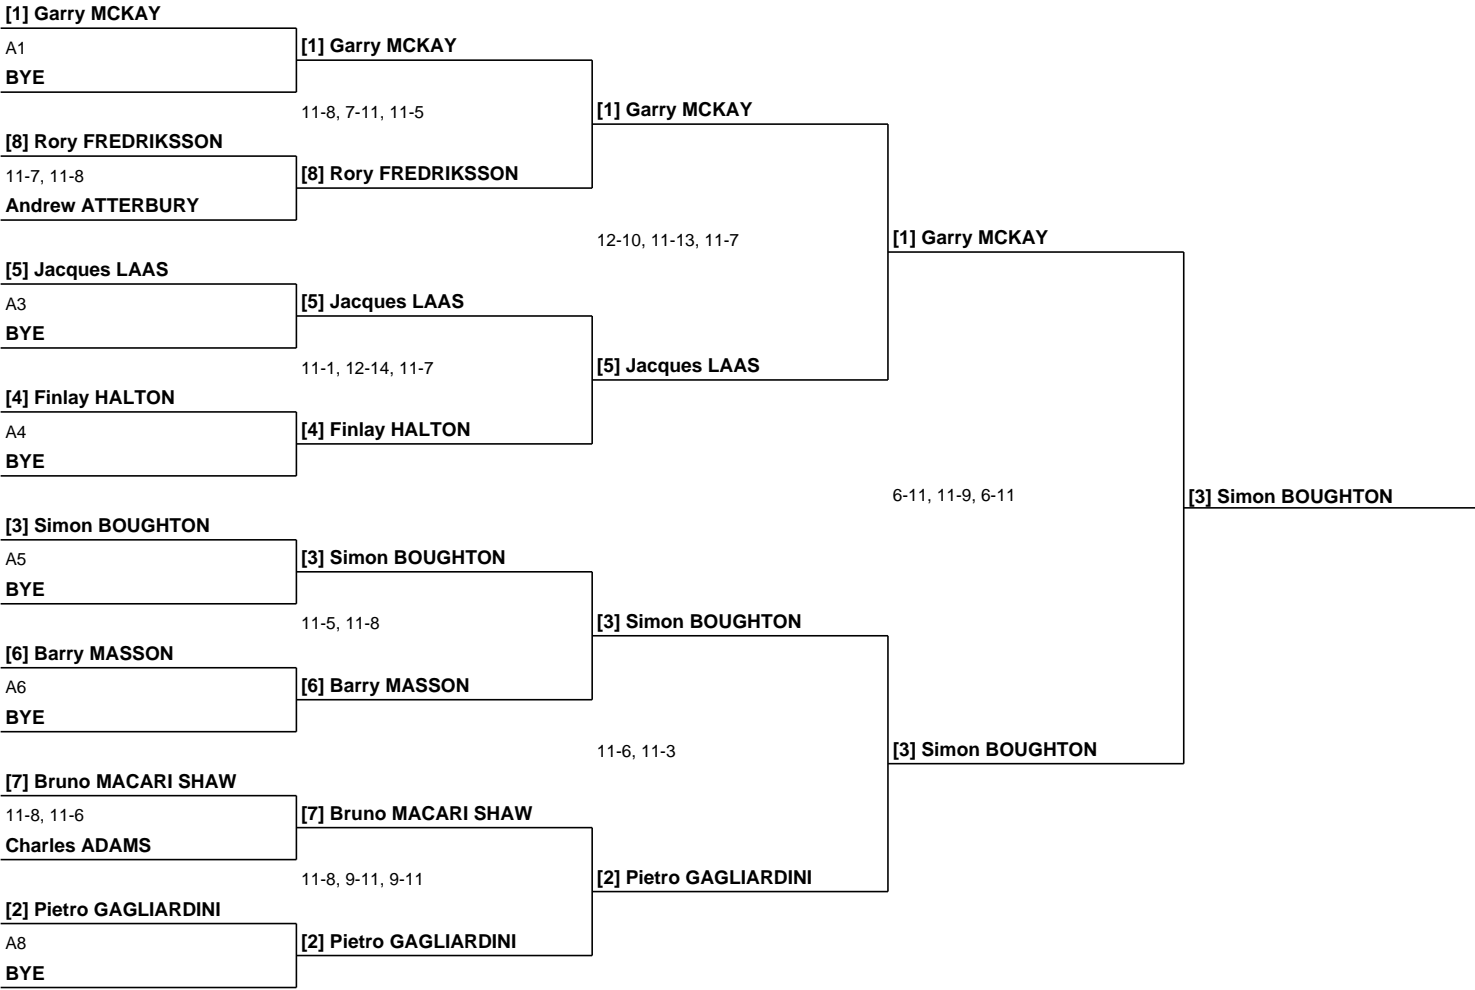 [1] Garry MCKAY
A1
BYE
[8] Rory FREDRIKSSON
11-7, 11-8
Andrew ATTERBURY
[5] Jacques LAAS
A3
BYE
[4] Finlay HALTON
A4
BYE
[3] Simon BOUGHTON
A5
BYE
[6] Barry MASSON
A6
BYE
[7] Bruno MACARI SHAW
11-8, 11-6
Charles ADAMS
[2] Pietro GAGLIARDINI
A8
BYE
[1] Garry MCKAY
11-8, 7-11, 11-5
[8] Rory FREDRIKSSON
[5] Jacques LAAS
11-1, 12-14, 11-7
[4] Finlay HALTON
[3] Simon BOUGHTON
11-5, 11-8
[6] Barry MASSON
[7] Bruno MACARI SHAW
11-8, 9-11, 9-11
[2] Pietro GAGLIARDINI
[1] Garry MCKAY
12-10, 11-13, 11-7
[5] Jacques LAAS
[3] Simon BOUGHTON
11-6, 11-3
[2] Pietro GAGLIARDINI
[1] Garry MCKAY
6-11, 11-9, 6-11
[3] Simon BOUGHTON
[3] Simon BOUGHTON